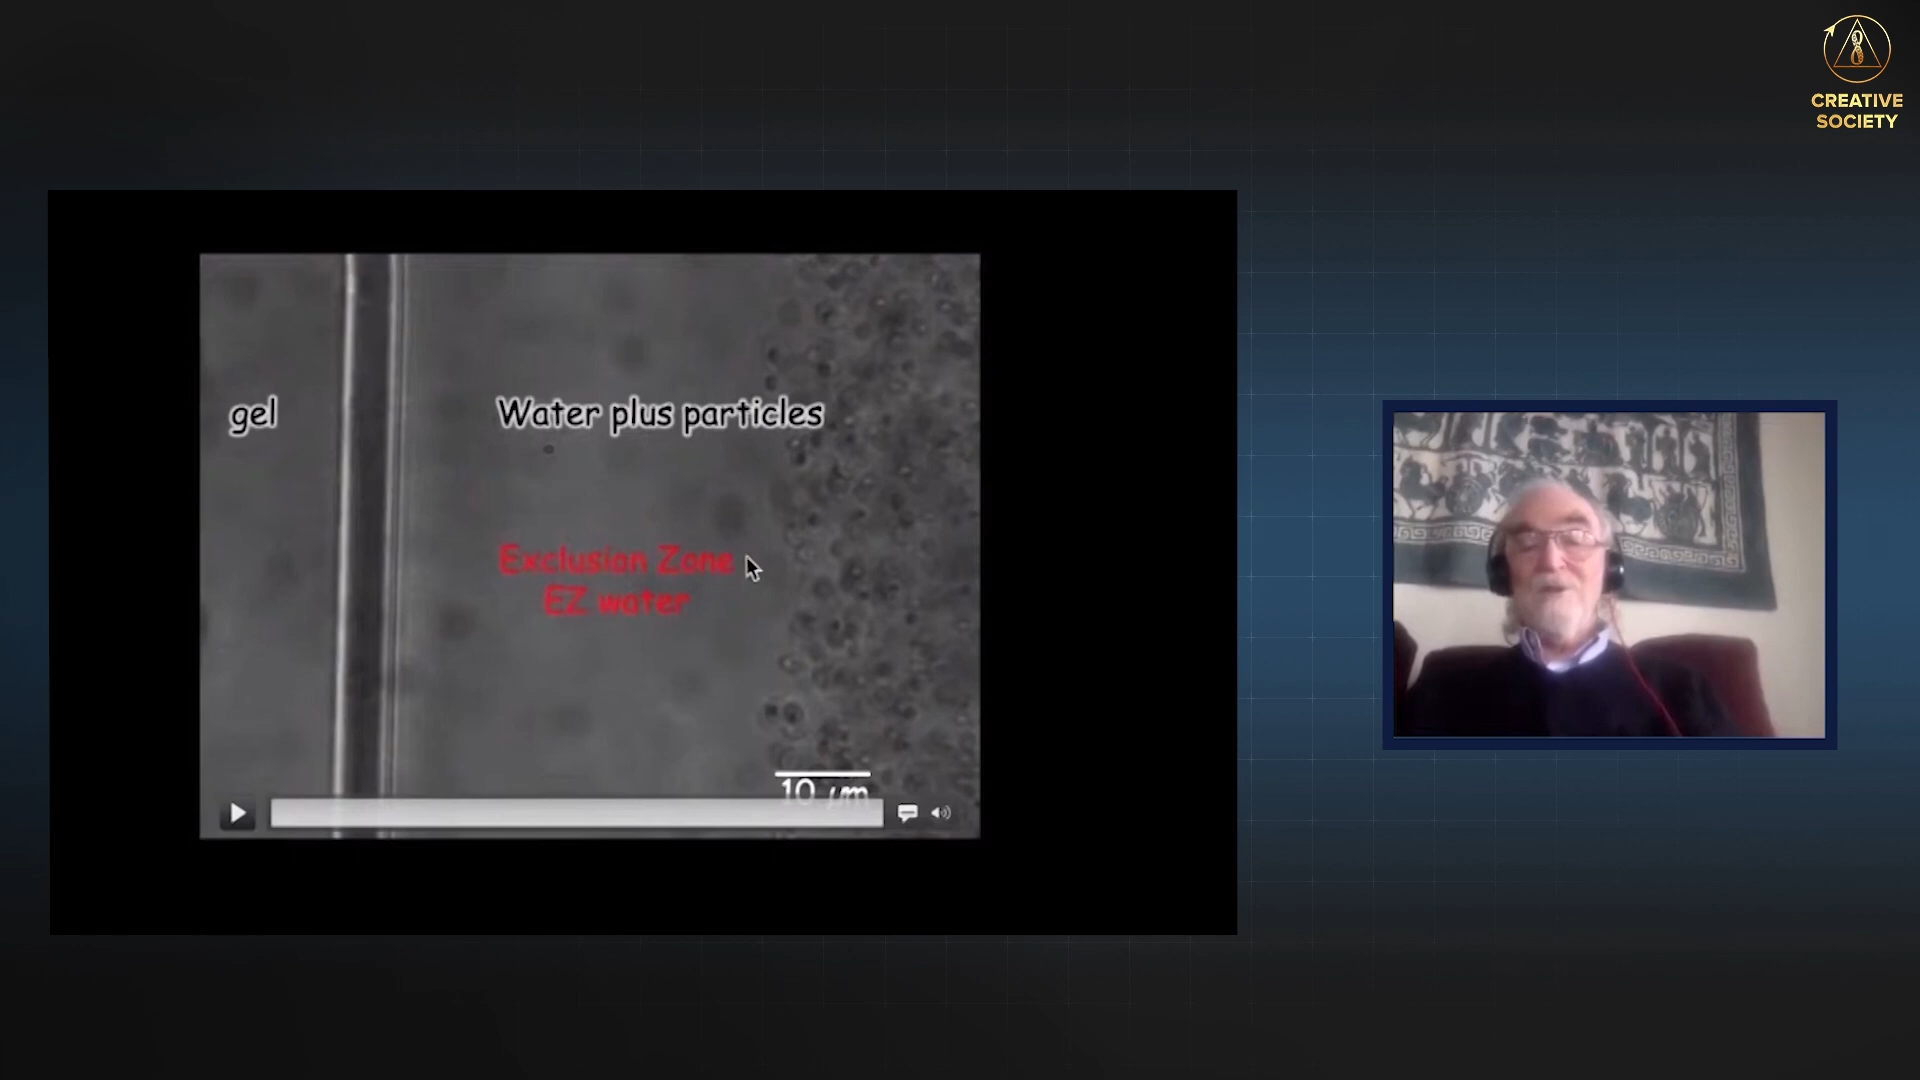 CREATIVE
SOCIETY
gel
Water plus particles
Exclusion Zone
EZ water
10 µm